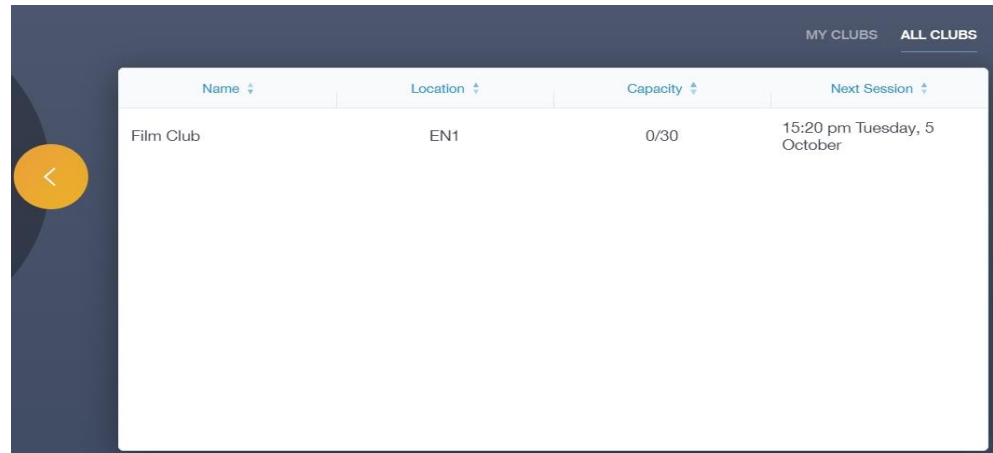 MY CLUBS ALL CLUBS
Name Location Capacity Next Session
Film Club EN1 0/30 15:20 pm Tuesday, 5
October